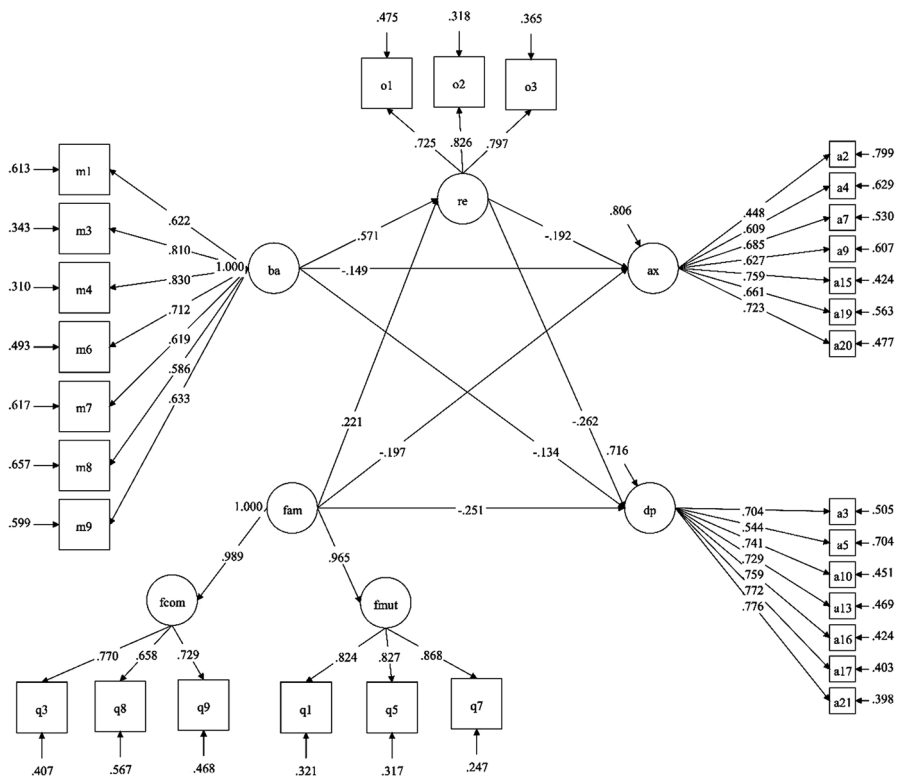 .475
.318
.365
o1
o2
o3
.725
.826
.797
.613
m1
.343
m3
.310
m4
.493
m6
.617
m7
.657
m8
.599
m9
.622
.810
.830
.712
.619
.586
.633
1.000
ba
re
.571
-.149
-.192
.806
ax
.448
.609
.685
.627
.759
.661
.723
a2
.799
a4
.629
a7
.530
a9
.607
a15
.424
a19
.563
a20
.477
.221
-.197
-.134
-.262
.716
1.000
fam
-.251
dp
.704
.544
.741
.729
.759
.772
.776
a3
.505
a5
.704
a10
.451
a13
.469
a16
.424
a17
.403
a21
.398
.989
.965
fcom
fmut
.770
.658
.729
.824
.827
.868
q3
q8
q9
q1
q5
q7
.407
.567
.468
.321
.317
.247